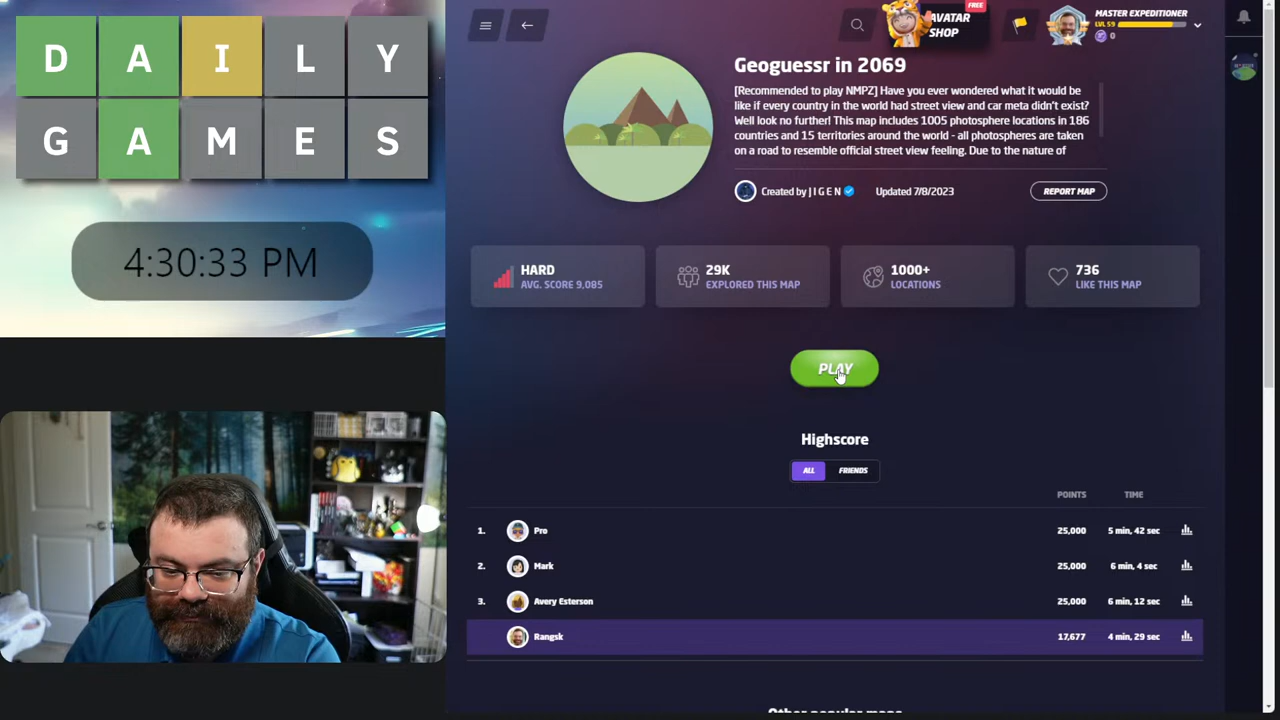 D A I L Y
G A M E S
4:30:33 PM
FREE
AVATAR
SHOP
MASTER EXPEDITIONER
LVL 59
0
Geoguessr in 2069
[Recommended to play NMPZ] Have you ever wondered what it would be
like if every country in the world had street view and car meta didn't exist?
Well look no further! This map includes 1005 photosphere locations in 186
countries and 15 territories around the world - all photospheres are taken
on a road to resemble official street view feeling. Due to the nature of
Created by J I G E N Updated 7/8/2023 REPORT MAP
HARD
AVG. SCORE 9,085
29K
EXPLORED THIS MAP
1000+
LOCATIONS
736
LIKE THIS MAP
PLAY
Highscore
ALL FRIENDS
POINTS TIME
1. Pro 25,000 5 min, 42 sec
2. Mark 25,000 6 min, 4 sec
3. Avery Esterson 25,000 6 min, 12 sec
Rangsk 17,677 4 min, 29 sec
Other popular maps